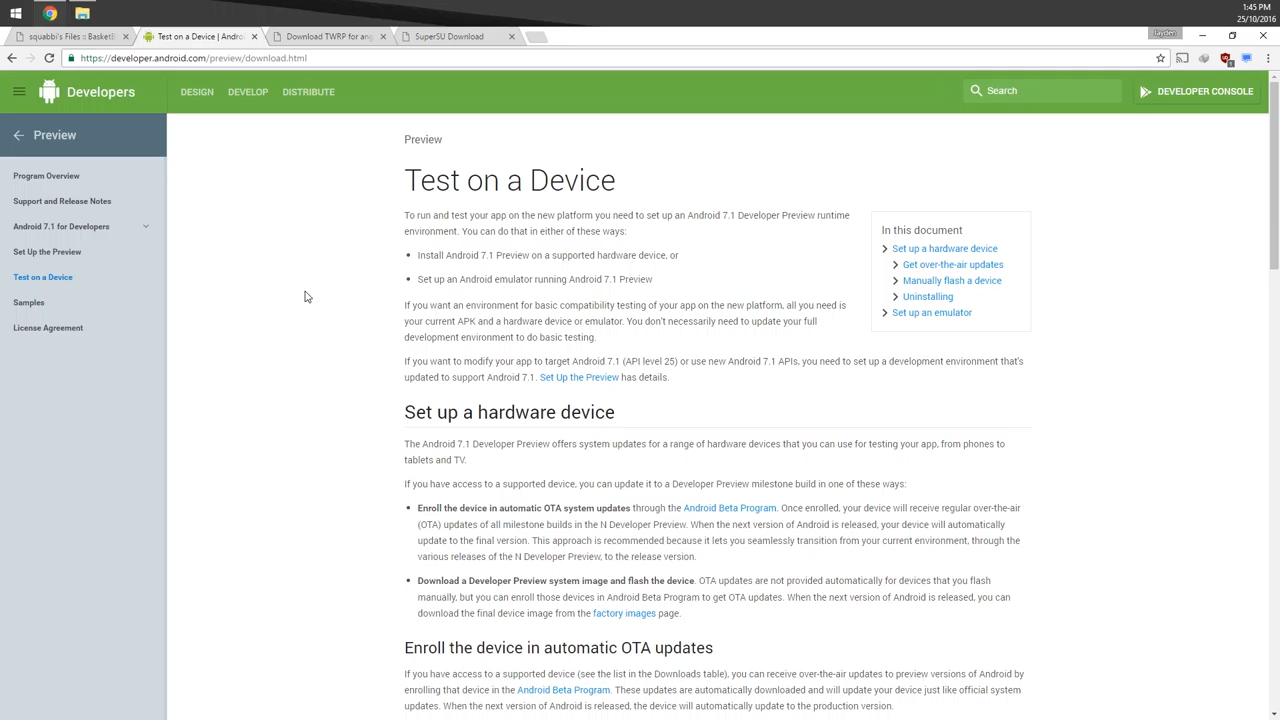 1:45 PM
25/10/2016
squabbi's Files :: BasketB
Test on a Device | Androi
Download TWRP for ang
SuperSU Download
Jayden
https://developer.android.com/preview/download.html
Developers
DESIGN
DEVELOP
DISTRIBUTE
Search
DEVELOPER CONSOLE
Preview
Program Overview
Support and Release Notes
Android 7.1 for Developers
Set Up the Preview
Test on a Device
Samples
License Agreement
Preview
Test on a Device
To run and test your app on the new platform you need to set up an Android 7.1 Developer Preview runtime
environment. You can do that in either of these ways:
Install Android 7.1 Preview on a supported hardware device, or
Set up an Android emulator running Android 7.1 Preview
If you want an environment for basic compatibility testing of your app on the new platform, all you need is
your current APK and a hardware device or emulator. You don't necessarily need to update your full
development environment to do basic testing.
If you want to modify your app to target Android 7.1 (API level 25) or use new Android 7.1 APIs, you need to set up a development environment that's
updated to support Android 7.1. Set Up the Preview has details.
In this document
Set up a hardware device
Get over-the-air updates
Manually flash a device
Uninstalling
Set up an emulator
Set up a hardware device
The Android 7.1 Developer Preview offers system updates for a range of hardware devices that you can use for testing your app, from phones to
tablets and TV.
If you have access to a supported device, you can update it to a Developer Preview milestone build in one of these ways:
Enroll the device in automatic OTA system updates through the Android Beta Program. Once enrolled, your device will receive regular over-the-air
(OTA) updates of all milestone builds in the N Developer Preview. When the next version of Android is released, your device will automatically
update to the final version. This approach is recommended because it lets you seamlessly transition from your current environment, through the
various releases of the N Developer Preview, to the release version.
Download a Developer Preview system image and flash the device. OTA updates are not provided automatically for devices that you flash
manually, but you can enroll those devices in Android Beta Program to get OTA updates. When the next version of Android is released, you can
download the final device image from the factory images page.
Enroll the device in automatic OTA updates
If you have access to a supported device (see the list in the Downloads table), you can receive over-the-air updates to preview versions of Android by
enrolling that device in the Android Beta Program. These updates are automatically downloaded and will update your device just like official system
updates. When the next version of Android is released, the device will automatically update to the production version.